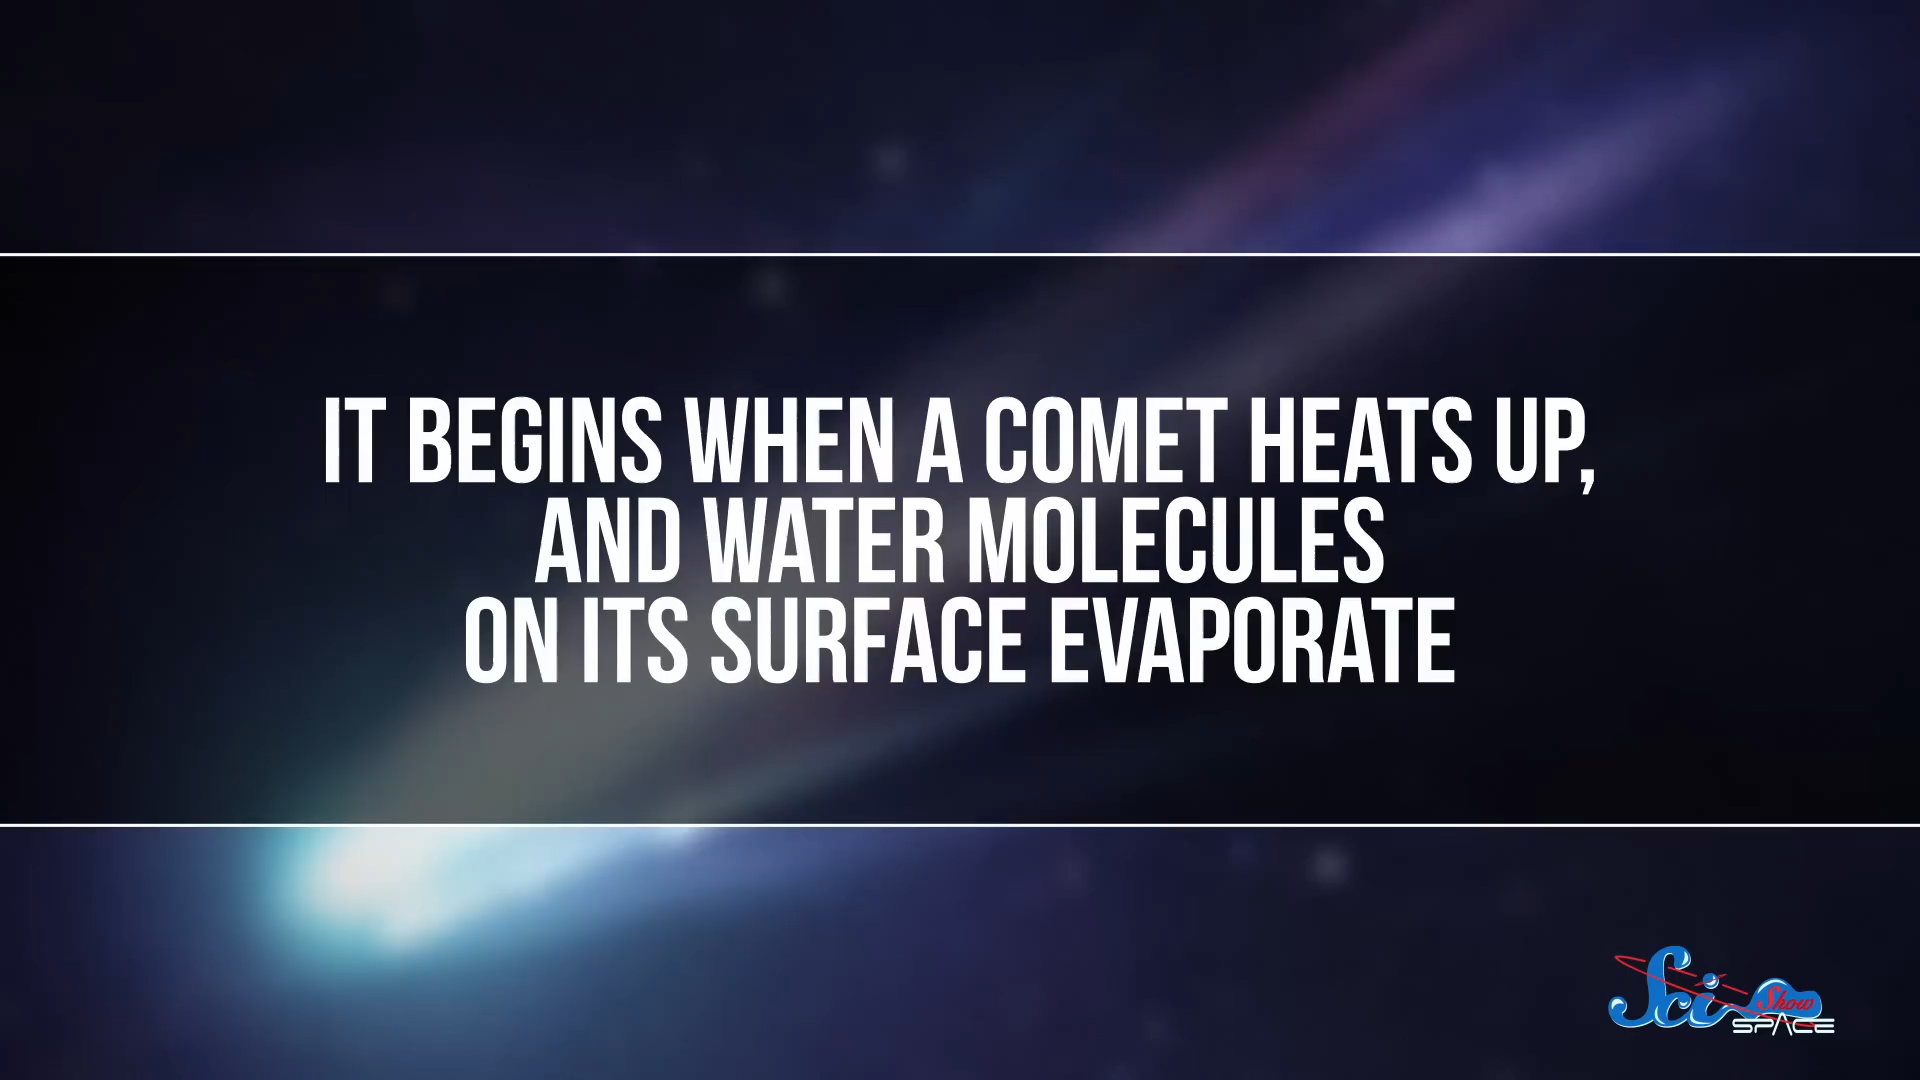 IT BEGINS WHEN A COMET HEATS UP,
AND WATER MOLECULES
ON ITS SURFACE EVAPORATE
Sci Show
SPACE